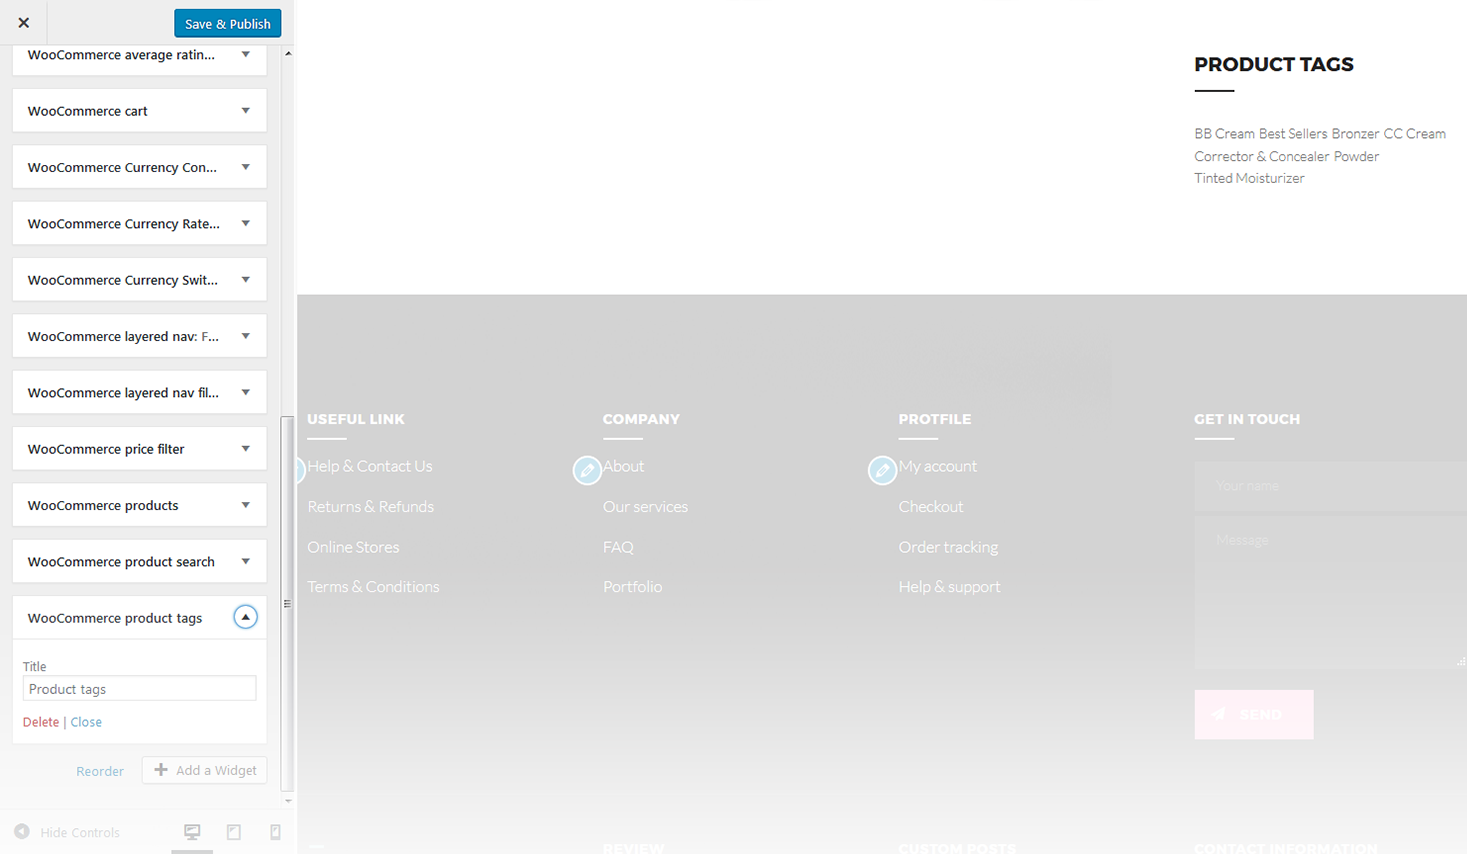 Save & Publish
WooCommerce average ratin...
WooCommerce cart
WooCommerce Currency Con...
WooCommerce Currency Rate...
WooCommerce Currency Swit...
WooCommerce layered nav: F...
WooCommerce layered nav fil...
WooCommerce price filter
WooCommerce products
WooCommerce product search
WooCommerce product tags
Title
Product tags
Delete | Close
Reorder
Add a Widget
Hide Controls
PRODUCT TAGS
BB Cream Best Sellers Bronzer CC Cream
Corrector & Concealer Powder
Tinted Moisturizer
USEFUL LINK
Help & Contact Us
Returns & Refunds
Online Stores
Terms & Conditions
COMPANY
About
Our services
FAQ
Portfolio
PROTFILE
My account
Checkout
Order tracking
Help & support
GET IN TOUCH
Your name
Message
SEND
REVIEW
CUSTOM POSTS
CONTACT INFORMATION